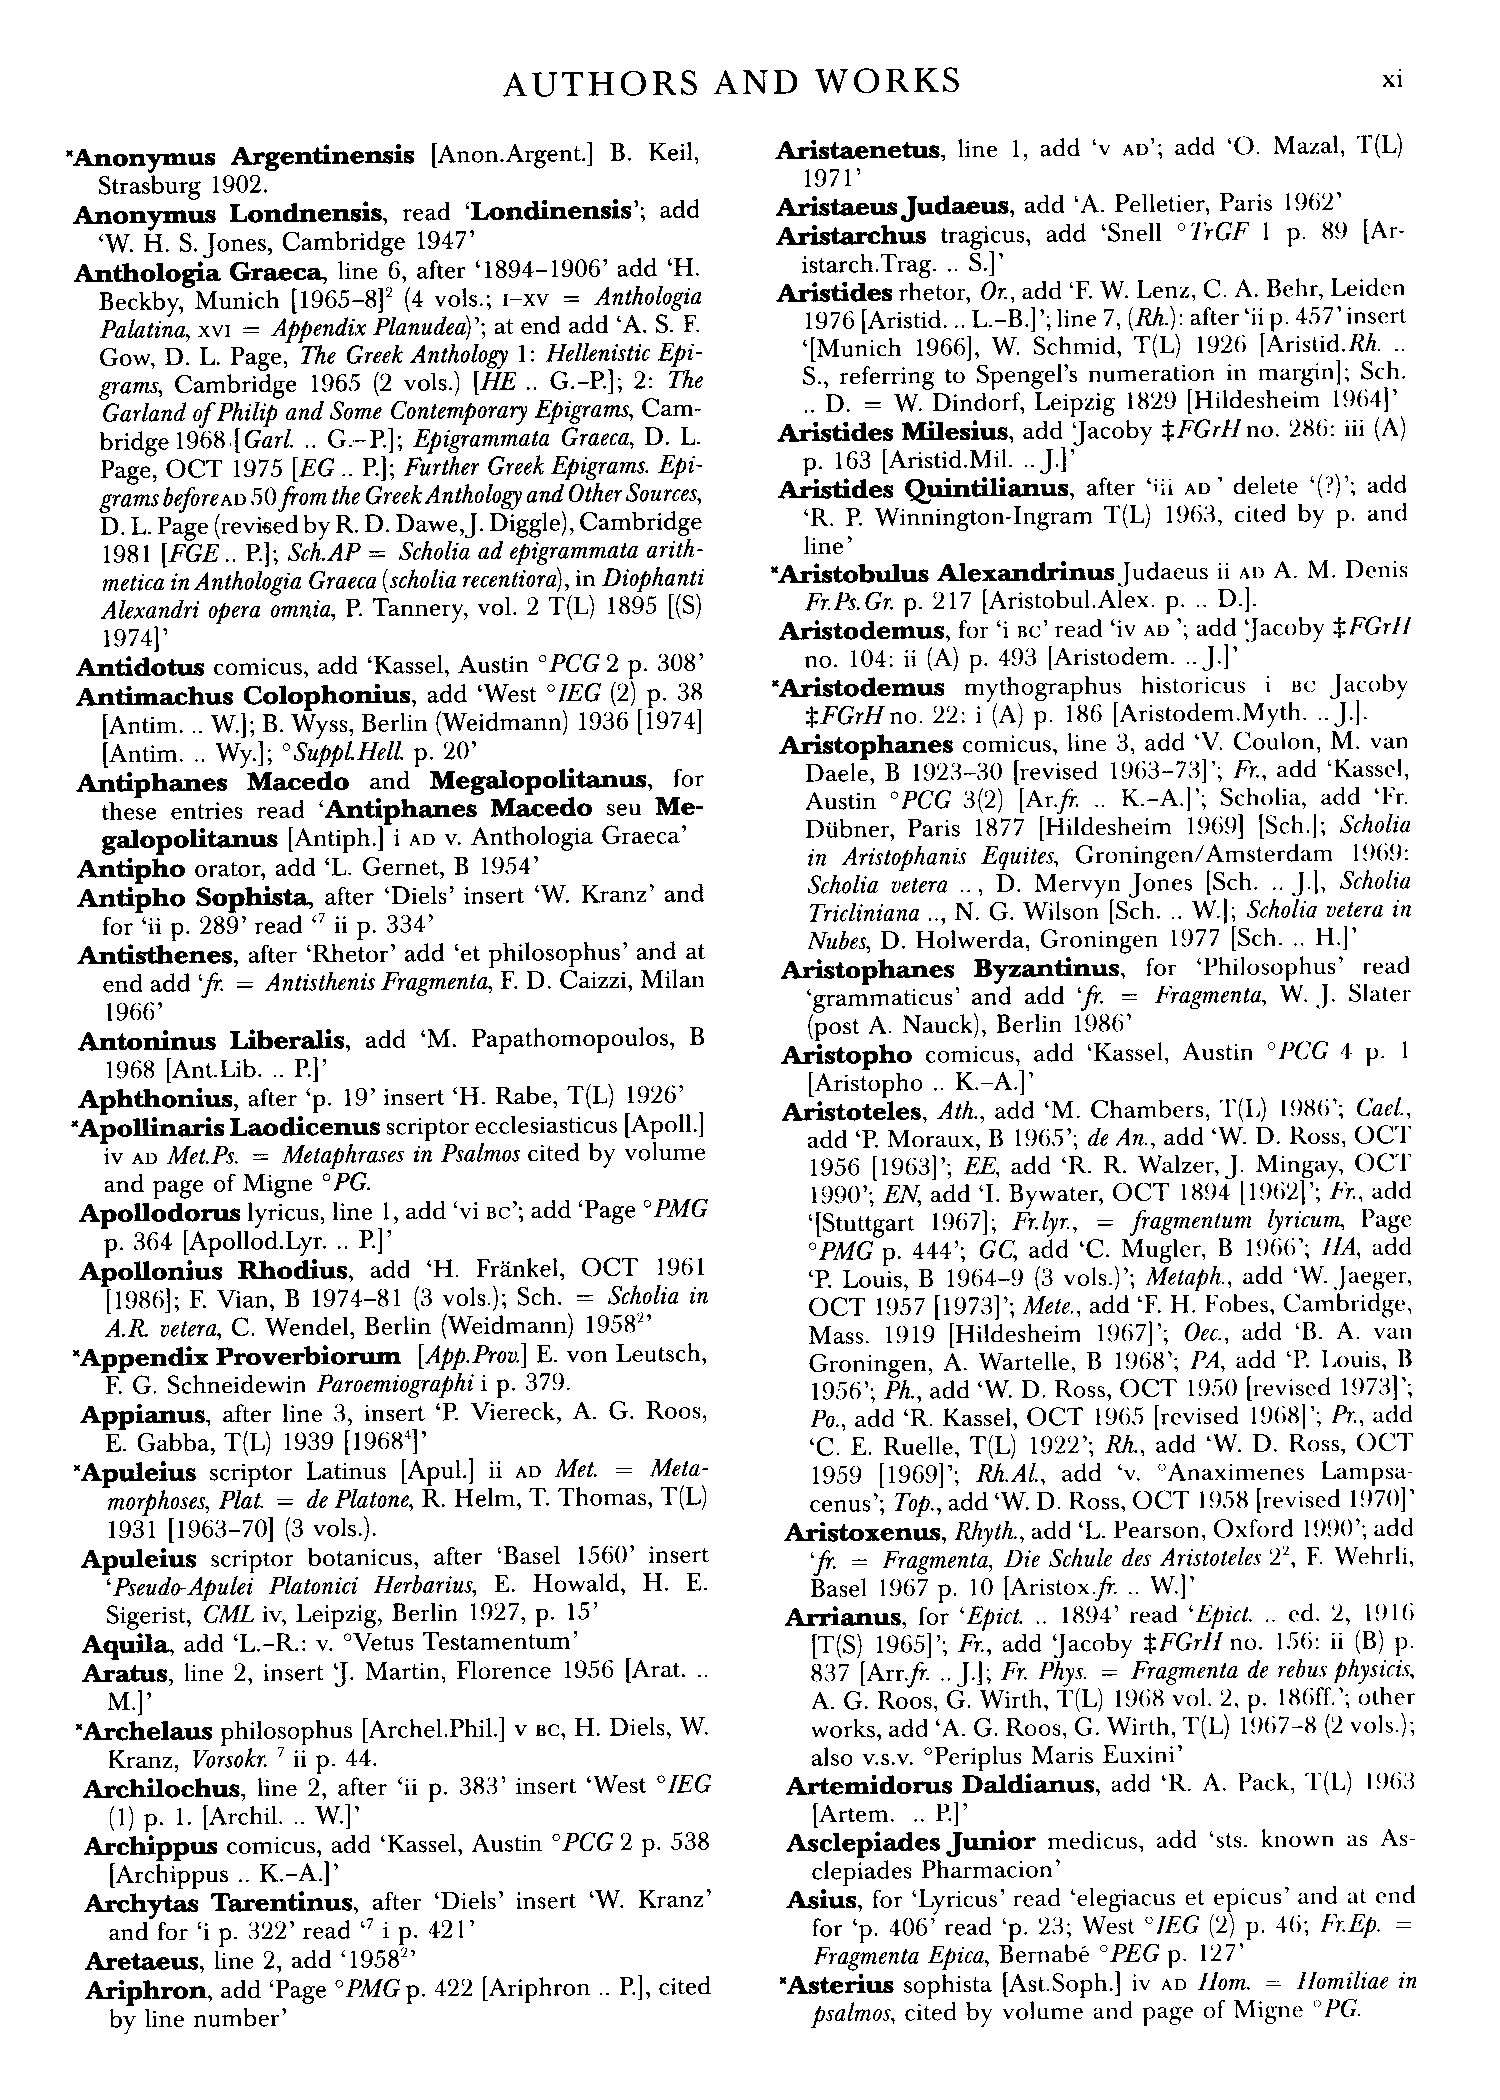 AUTHORS AND WORKS
xi
*Anonymus Argentinensis [Anon.Argent.] B. Keil,
Strasburg 1902.
Anonymus Londnensis, read ‘Londinensis’; add
‘W. H. S. Jones, Cambridge 1947’
Anthologia Graeca, line 6, after ‘1894–1906’ add ‘H.
Beckby, Munich [1965–8]² (4 vols.; I–XV = Anthologia
Palatina, XVI = Appendix Planudea)’; at end add ‘A. S. F.
Gow, D. L. Page, The Greek Anthology 1: Hellenistic Epi-
grams, Cambridge 1965 (2 vols.) [HE .. G.–P.]; 2: The
Garland of Philip and Some Contemporary Epigrams, Cam-
bridge 1968 [Garl. .. G.–P.]; Epigrammata Graeca, D. L.
Page, OCT 1975 [EG .. P.]; Further Greek Epigrams. Epi-
grams before AD 50 from the Greek Anthology and Other Sources,
D. L. Page (revised by R. D. Dawe, J. Diggle), Cambridge
1981 [FGE .. P.]; Sch.AP = Scholia ad epigrammata arith-
metica in Anthologia Graeca (scholia recentiora), in Diophanti
Alexandri opera omnia, P. Tannery, vol. 2 T(L) 1895 [(S)
1974]’
Antidotus comicus, add ‘Kassel, Austin °PCG 2 p. 308’
Antimachus Colophonius, add ‘West °IEG (2) p. 38
[Antim. .. W.]; B. Wyss, Berlin (Weidmann) 1936 [1974]
[Antim. .. Wy.]; °Suppl.Hell. p. 20’
Antiphanes Macedo and Megalopolitanus, for
these entries read ‘Antiphanes Macedo seu Me-
galopolitanus [Antiph.] i AD v. Anthologia Graeca’
Antipho orator, add ‘L. Gernet, B 1954’
Antipho Sophista, after ‘Diels’ insert ‘W. Kranz’ and
for ‘ii p. 289’ read ‘⁷ ii p. 334’
Antisthenes, after ‘Rhetor’ add ‘et philosophus’ and at
end add ‘fr. = Antisthenis Fragmenta, F. D. Caizzi, Milan
1966’
Antoninus Liberalis, add ‘M. Papathomopoulos, B
1968 [Ant.Lib. .. P.]’
Aphthonius, after ‘p. 19’ insert ‘H. Rabe, T(L) 1926’
*Apollinaris Laodicenus scriptor ecclesiasticus [Apoll.]
iv AD Met.Ps. = Metaphrases in Psalmos cited by volume
and page of Migne °PG.
Apollodorus lyricus, line 1, add ‘vi BC’; add ‘Page °PMG
p. 364 [Apollod.Lyr. .. P.]’
Apollonius Rhodius, add ‘H. Fränkel, OCT 1961
[1986]; F. Vian, B 1974–81 (3 vols.); Sch. = Scholia in
A.R. vetera, C. Wendel, Berlin (Weidmann) 1958²’
*Appendix Proverbiorum [App.Prov.] E. von Leutsch,
F. G. Schneidewin Paroemiographi i p. 379.
Appianus, after line 3, insert ‘P. Viereck, A. G. Roos,
E. Gabba, T(L) 1939 [1968⁴]’
*Apuleius scriptor Latinus [Apul.] ii AD Met. = Meta-
morphoses, Plat. = de Platone, R. Helm, T. Thomas, T(L)
1931 [1963–70] (3 vols.).
Apuleius scriptor botanicus, after ‘Basel 1560’ insert
‘Pseudo-Apulei Platonici Herbarius, E. Howald, H. E.
Sigerist, CML iv, Leipzig, Berlin 1927, p. 15’
Aquila, add ‘L.–R.: v. °Vetus Testamentum’
Aratus, line 2, insert ‘J. Martin, Florence 1956 [Arat. ..
M.]’
*Archelaus philosophus [Archel.Phil.] v BC, H. Diels, W.
Kranz, Vorsokr. ⁷ ii p. 44.
Archilochus, line 2, after ‘ii p. 383’ insert ‘West °IEG
(1) p. 1. [Archil. .. W.]’
Archippus comicus, add ‘Kassel, Austin °PCG 2 p. 538
[Archippus .. K.–A.]’
Archytas Tarentinus, after ‘Diels’ insert ‘W. Kranz’
and for ‘i p. 322’ read ‘⁷ i p. 421’
Aretaeus, line 2, add ‘1958²’
Ariphron, add ‘Page °PMG p. 422 [Ariphron .. P.], cited
by line number’
Aristaenetus, line 1, add ‘v AD’; add ‘O. Mazal, T(L)
1971’
Aristaeus Judaeus, add ‘A. Pelletier, Paris 1962’
Aristarchus tragicus, add ‘Snell °TrGF 1 p. 89 [Ar-
istarch.Trag. .. S.]’
Aristides rhetor, Or., add ‘F. W. Lenz, C. A. Behr, Leiden
1976 [Aristid. .. L.–B.]’; line 7, (Rh.): after ‘ii p. 457’ insert
‘[Munich 1966], W. Schmid, T(L) 1926 [Aristid.Rh. ..
S., referring to Spengel’s numeration in margin]; Sch.
.. D. = W. Dindorf, Leipzig 1829 [Hildesheim 1964]’
Aristides Milesius, add ‘Jacoby ‡FGrH no. 286: iii (A)
p. 163 [Aristid.Mil. .. J.]’
Aristides Quintilianus, after ‘iii AD’ delete ‘(?)’; add
‘R. P. Winnington-Ingram T(L) 1963, cited by p. and
line’
*Aristobulus Alexandrinus Judaeus ii AD A. M. Denis
Fr.Ps.Gr. p. 217 [Aristobul.Alex. p. .. D.].
Aristodemus, for ‘i BC’ read ‘iv AD’; add ‘Jacoby ‡FGrH
no. 104: ii (A) p. 493 [Aristodem. .. J.]’
*Aristodemus mythographus historicus i BC Jacoby
‡FGrH no. 22: i (A) p. 186 [Aristodem.Myth. .. J.].
Aristophanes comicus, line 3, add ‘V. Coulon, M. van
Daele, B 1923–30 [revised 1963–73]’; Fr., add ‘Kassel,
Austin °PCG 3(2) [Ar.fr. .. K.–A.]’; Scholia, add ‘Fr.
Dübner, Paris 1877 [Hildesheim 1969] [Sch.]; Scholia
in Aristophanis Equites, Groningen/Amsterdam 1969:
Scholia vetera .., D. Mervyn Jones [Sch. .. J.], Scholia
Tricliniana .., N. G. Wilson [Sch. .. W.]; Scholia vetera in
Nubes, D. Holwerda, Groningen 1977 [Sch. .. H.]’
Aristophanes Byzantinus, for ‘Philosophus’ read
‘grammaticus’ and add ‘fr. = Fragmenta, W. J. Slater
(post A. Nauck), Berlin 1986’
Aristopho comicus, add ‘Kassel, Austin °PCG 4 p. 1
[Aristopho .. K.–A.]’
Aristoteles, Ath., add ‘M. Chambers, T(L) 1986’; Cael.,
add ‘P. Moraux, B 1965’; de An., add ‘W. D. Ross, OCT
1956 [1963]’; EE, add ‘R. R. Walzer, J. Mingay, OCT
1990’; EN, add ‘I. Bywater, OCT 1894 [1962]’; Fr., add
‘[Stuttgart 1967]; Fr.lyr., = fragmentum lyricum, Page
°PMG p. 444’; GC, add ‘C. Mugler, B 1966’; HA, add
‘P. Louis, B 1964–9 (3 vols.)’; Metaph., add ‘W. Jaeger,
OCT 1957 [1973]’; Mete., add ‘F. H. Fobes, Cambridge,
Mass. 1919 [Hildesheim 1967]’; Oec., add ‘B. A. van
Groningen, A. Wartelle, B 1968’; PA, add ‘P. Louis, B
1956’; Ph., add ‘W. D. Ross, OCT 1950 [revised 1973]’;
Po., add ‘R. Kassel, OCT 1965 [revised 1968]’; Pr., add
‘C. E. Ruelle, T(L) 1922’; Rh., add ‘W. D. Ross, OCT
1959 [1969]’; Rh.Al., add ‘v. °Anaximenes Lampsa-
cenus’; Top., add ‘W. D. Ross, OCT 1958 [revised 1970]’
Aristoxenus, Rhyth., add ‘L. Pearson, Oxford 1990’; add
‘fr. = Fragmenta, Die Schule des Aristoteles 2², F. Wehrli,
Basel 1967 p. 10 [Aristox.fr. .. W.]’
Arrianus, for ‘Epict. .. 1894’ read ‘Epict. .. ed. 2, 1916
[T(S) 1965]’; Fr., add ‘Jacoby ‡FGrH no. 156: ii (B) p.
837 [Arr.fr. .. J.]; Fr. Phys. = Fragmenta de rebus physicis,
A. G. Roos, G. Wirth, T(L) 1968 vol. 2, p. 186ff.’; other
works, add ‘A. G. Roos, G. Wirth, T(L) 1967–8 (2 vols.);
also v.s.v. °Periplus Maris Euxini’
Artemidorus Daldianus, add ‘R. A. Pack, T(L) 1963
[Artem. .. P.]’
Asclepiades Junior medicus, add ‘sts. known as As-
clepiades Pharmacion’
Asius, for ‘Lyricus’ read ‘elegiacus et epicus’ and at end
for ‘p. 406’ read ‘p. 23; West °IEG (2) p. 46; Fr.Ep. =
Fragmenta Epica, Bernabé °PEG p. 127’
*Asterius sophista [Ast.Soph.] iv AD Hom. = Homiliae in
psalmos, cited by volume and page of Migne °PG.